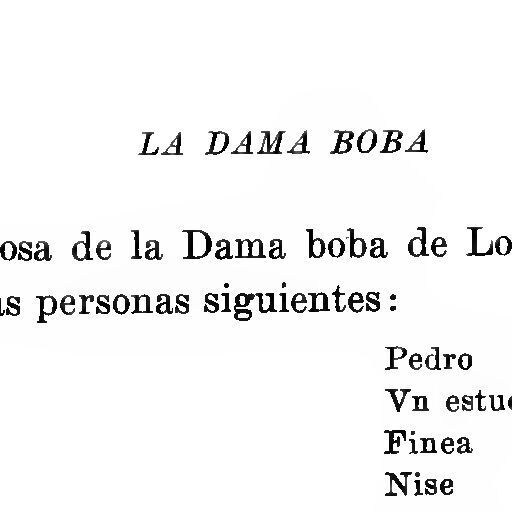 LA DAMA BOBA
osa de la Dama boba de Lo
s personas siguientes:
Pedro
Vn estu
Finea
Nise